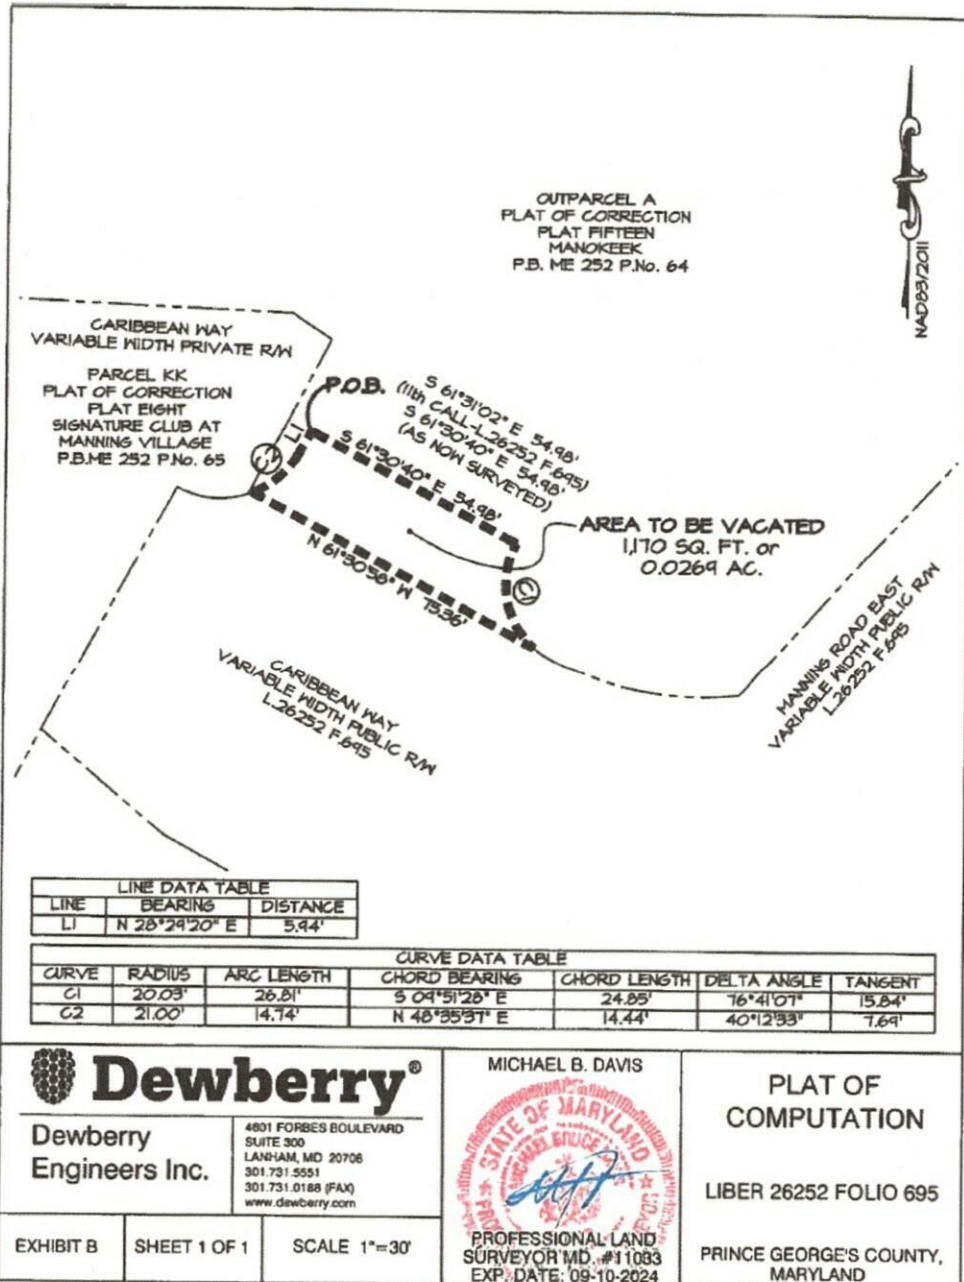 OUTPARCEL A
PLAT OF CORRECTION
PLAT FIFTEEN
MANOKEEK
P.B. ME 252 P.No. 64
NAD83/2011
CARIBBEAN WAY
VARIABLE WIDTH PRIVATE R/W
PARCEL KK
PLAT OF CORRECTION
PLAT EIGHT
SIGNATURE CLUB AT
MANNING VILLAGE
P.B.ME 252 P.No. 65
P.O.B.
S 61°31'02" E 54.98'
(11th CALL-L.26252 F.695)
S 61°30'40" E 54.98'
(AS NOW SURVEYED)
L1
C2
S 61°30'40" E 54.98'
AREA TO BE VACATED
1,170 SQ. FT. or
0.0269 AC.
C1
N 61°30'58" W 75.36'
MANNING ROAD EAST
VARIABLE WIDTH PUBLIC R/W
L.26252 F.695
CARIBBEAN WAY
VARIABLE WIDTH PUBLIC R/W
L.26252 F.695
LINE DATA TABLE
LINE BEARING DISTANCE
L1 N 28°29'20" E 5.94'
CURVE DATA TABLE
CURVE RADIUS ARC LENGTH CHORD BEARING CHORD LENGTH DELTA ANGLE TANGENT
C1 20.03' 26.81' S 09°51'28" E 24.85' 76°41'07" 15.84'
C2 21.00' 14.74' N 48°35'37" E 14.44' 40°12'33" 7.69'
Dewberry®
Dewberry
Engineers Inc.
4601 FORBES BOULEVARD
SUITE 300
LANHAM, MD 20706
301.731.5551
301.731.0188 (FAX)
www.dewberry.com
EXHIBIT B SHEET 1 OF 1 SCALE 1"=30'
MICHAEL B. DAVIS
STATE OF MARYLAND
MICHAEL BRUCE
PROFESSIONAL LAND
SURVEYOR MD. #11033
EXP. DATE: 09-10-2024
PLAT OF
COMPUTATION
LIBER 26252 FOLIO 695
PRINCE GEORGE'S COUNTY,
MARYLAND